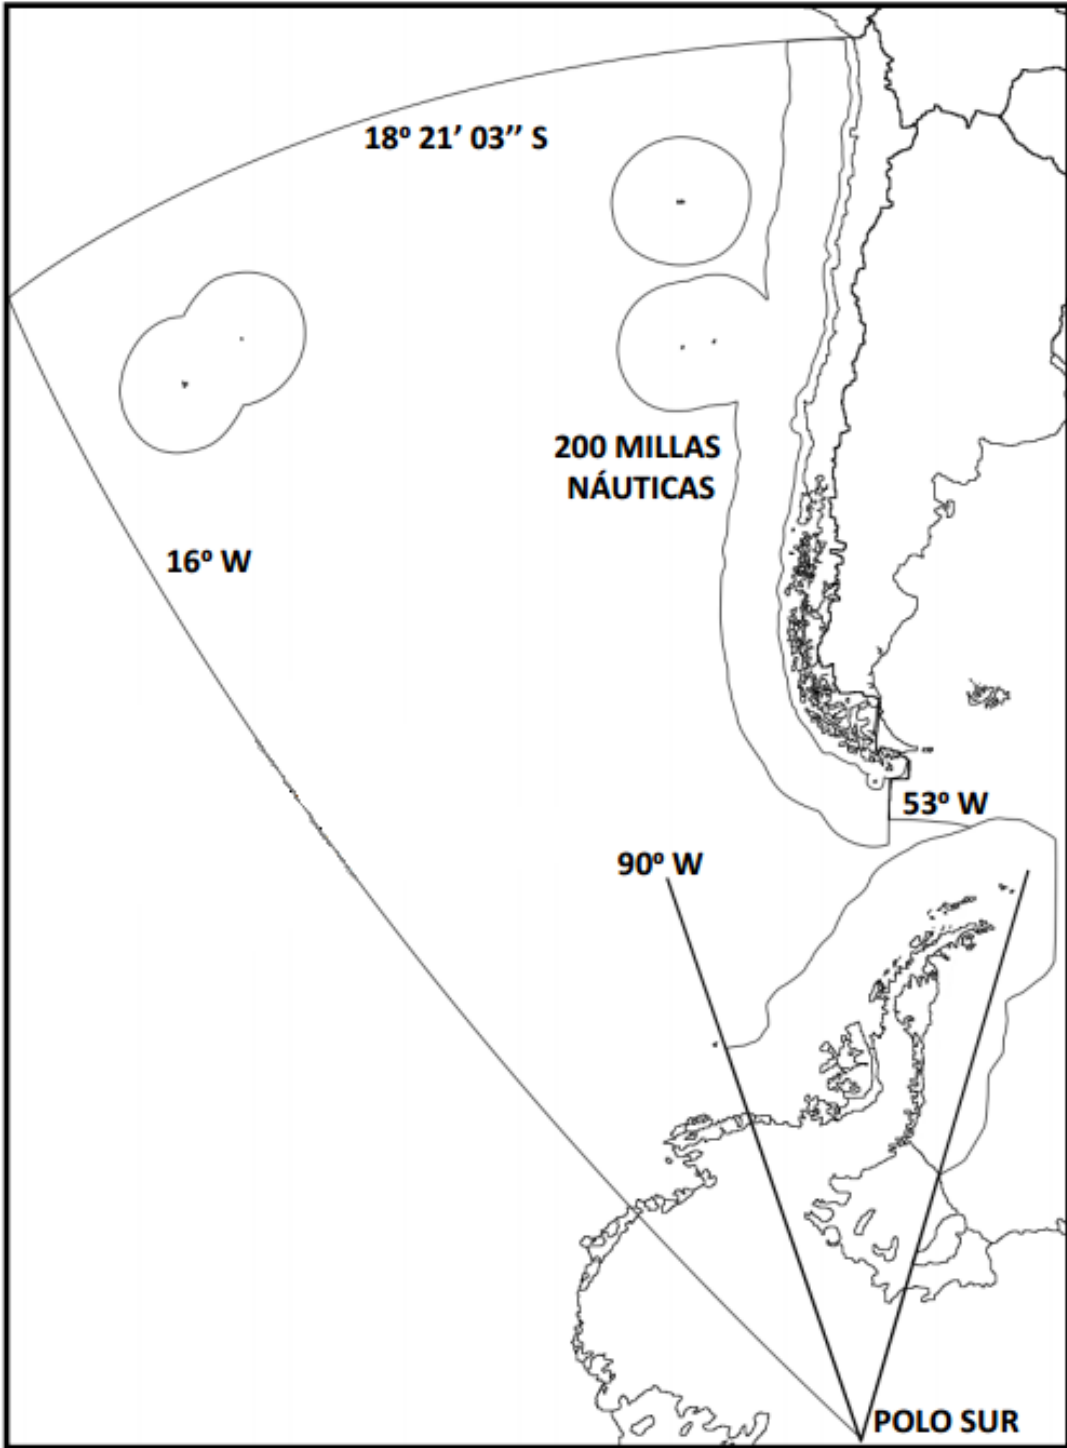 18º 21’ 03’’ S
200 MILLAS
NÁUTICAS
16º W
53º W
90º W
POLO SUR